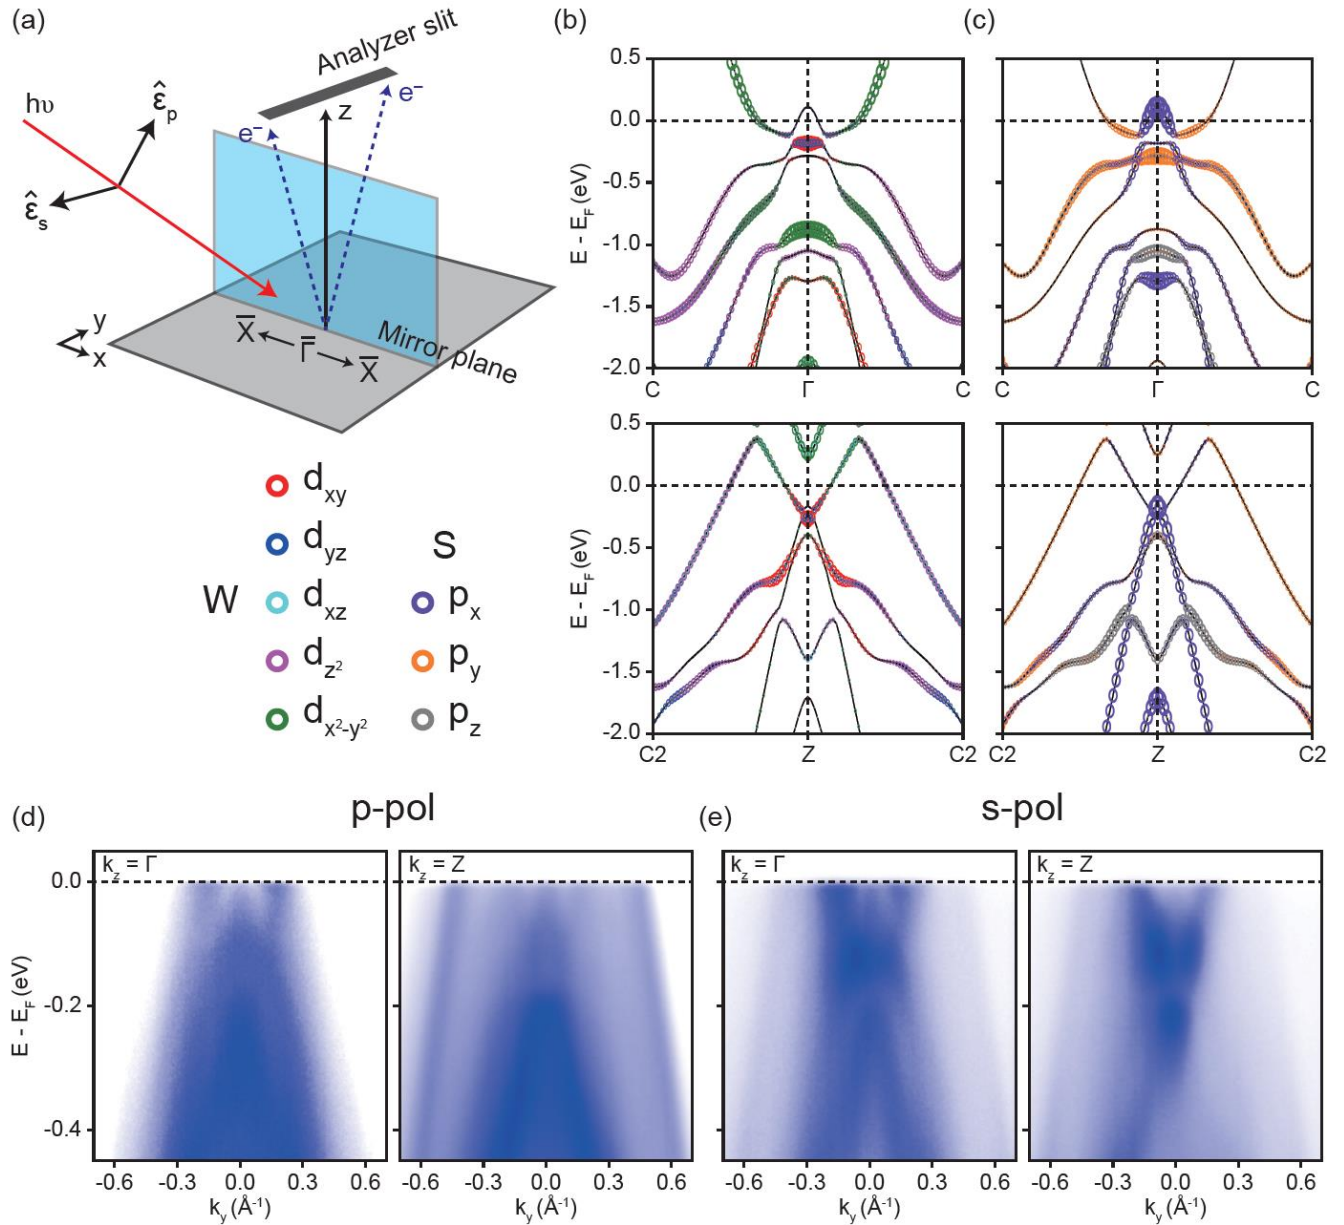 (a)
Analyzer slit
hυ
ε̂p
ε̂s
e⁻
e⁻
z
y
x
X̅ Γ̅ X̅
Mirror plane
W
dxy
dyz
dxz
dz²
dx²-y²
S
px
py
pz
(b)
E - EF (eV)
0.5
0.0
-0.5
-1.0
-1.5
-2.0
C Γ C
E - EF (eV)
0.5
0.0
-0.5
-1.0
-1.5
-2.0
C2 Z C2
(c)
C Γ C
C2 Z C2
(d)
p-pol
kz = Γ
kz = Z
E - EF (eV)
0.0
-0.2
-0.4
-0.6 -0.3 0.0 0.3 0.6
-0.6 -0.3 0.0 0.3 0.6
ky (Å⁻¹)
ky (Å⁻¹)
(e)
s-pol
kz = Γ
kz = Z
-0.6 -0.3 0.0 0.3 0.6
-0.6 -0.3 0.0 0.3 0.6
ky (Å⁻¹)
ky (Å⁻¹)